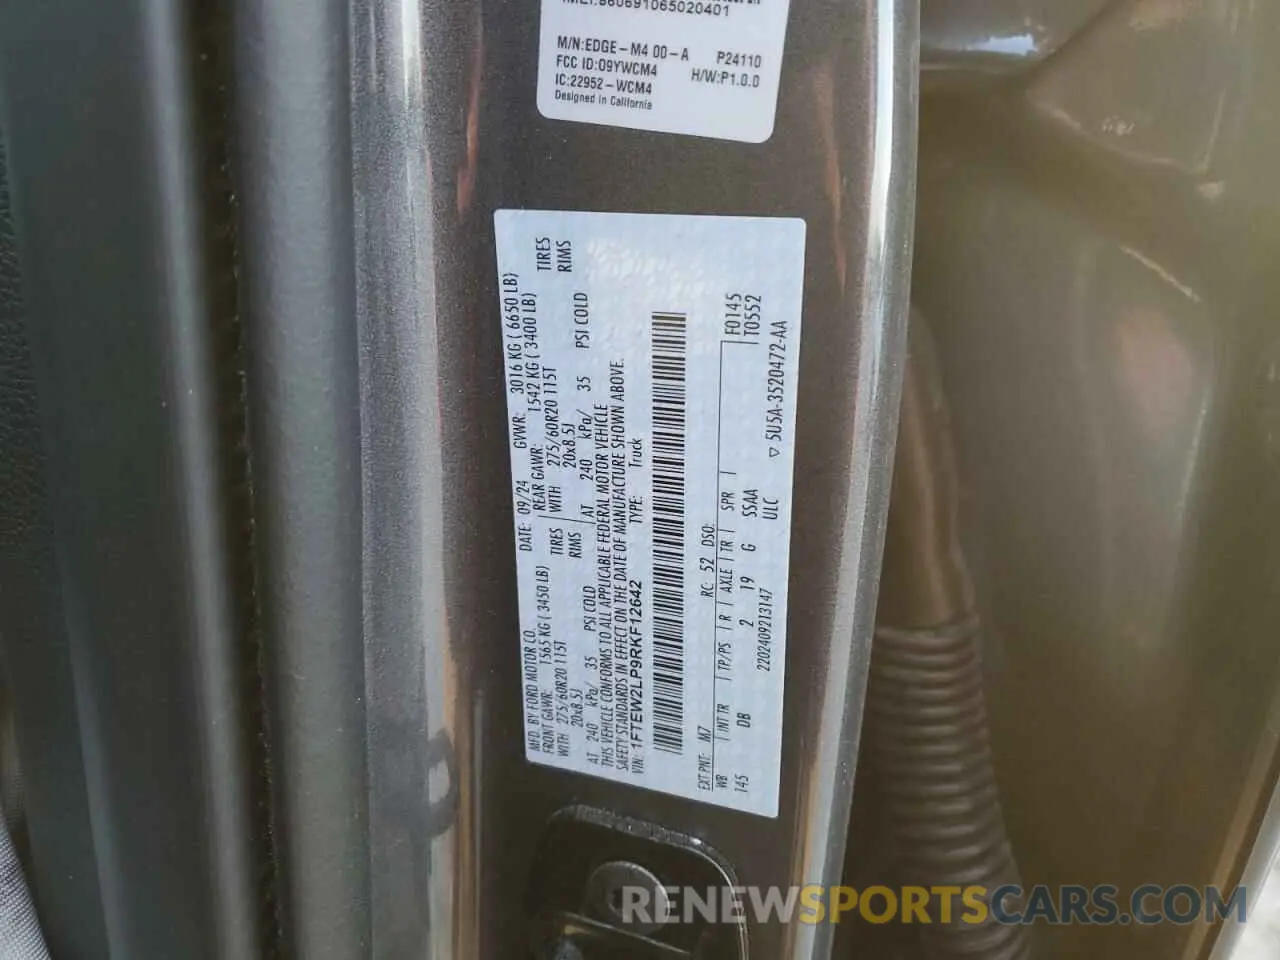 IMEI:860691065020401
M/N:EDGE-M4 00-A P24110
FCC ID:09YWCM4 H/W:P1.0.0
IC:22952-WCM4
Designed in California
MFD. BY FORD MOTOR CO. DATE: 09/24 GVWR: 3016 KG ( 6650 LB)
FRONT GAWR: 1565 KG ( 3450 LB) REAR GAWR: 1542 KG ( 3400 LB)
WITH 275/60R20 115T TIRES WITH 275/60R20 115T TIRES
20x8.5J RIMS 20x8.5J RIMS
AT 240 kPa/ 35 PSI COLD AT 240 kPa/ 35 PSI COLD
THIS VEHICLE CONFORMS TO ALL APPLICABLE FEDERAL MOTOR VEHICLE
SAFETY STANDARDS IN EFFECT ON THE DATE OF MANUFACTURE SHOWN ABOVE.
VIN: 1FTEW2LP9RKF12642 TYPE: Truck
EXT PNT: M7 RC: 52 DSO: F0145
WB INT TR TP/PS R AXLE TR SPR T0552
145 DB 2 19 G SSAA
2202409213147 ULC ▽ 5U5A-3520472-AA
RENEWSPORTSCARS.COM